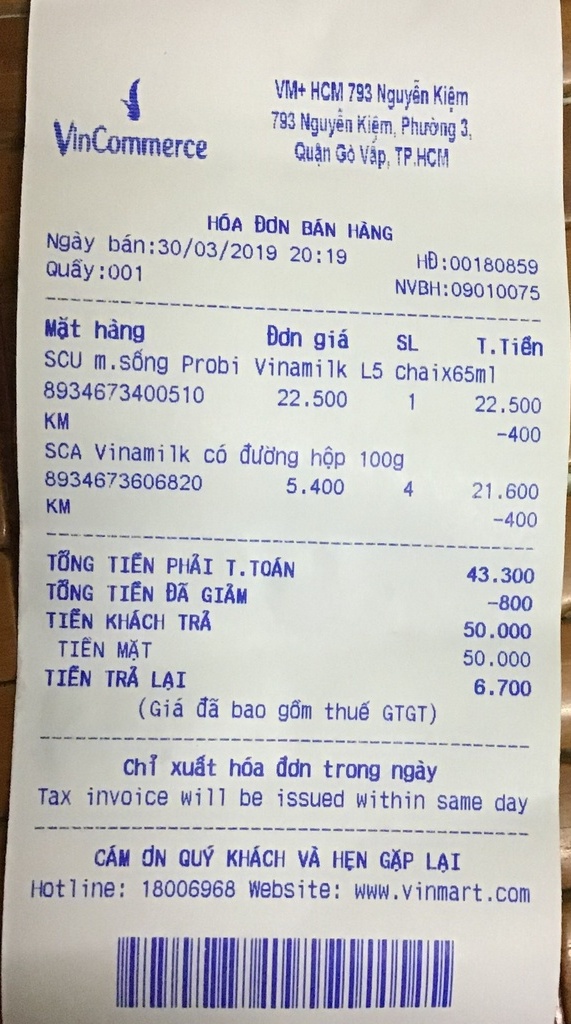 VinCommerce
VM+ HCM 793 Nguyễn Kiệm
793 Nguyễn Kiệm, Phường 3,
Quận Gò Vấp, TP.HCM
HÓA ĐƠN BÁN HÀNG
Ngày bán:30/03/2019 20:19 HĐ:00180859
Quầy:001 NVBH:09010075
Mặt hàng Đơn giá SL T.Tiền
SCU m.sống Probi Vinamilk L5 chaix65ml
8934673400510 22.500 1 22.500
KM -400
SCA Vinamilk có đường hộp 100g
8934673606820 5.400 4 21.600
KM -400
TỔNG TIỀN PHẢI T.TOÁN 43.300
TỔNG TIỀN ĐÃ GIẢM -800
TIỀN KHÁCH TRẢ 50.000
TIỀN MẶT 50.000
TIỀN TRẢ LẠI 6.700
(Giá đã bao gồm thuế GTGT)
Chỉ xuất hóa đơn trong ngày
Tax invoice will be issued within same day
CÁM ƠN QUÝ KHÁCH VÀ HẸN GẶP LẠI
Hotline: 18006968 Website: www.vinmart.com